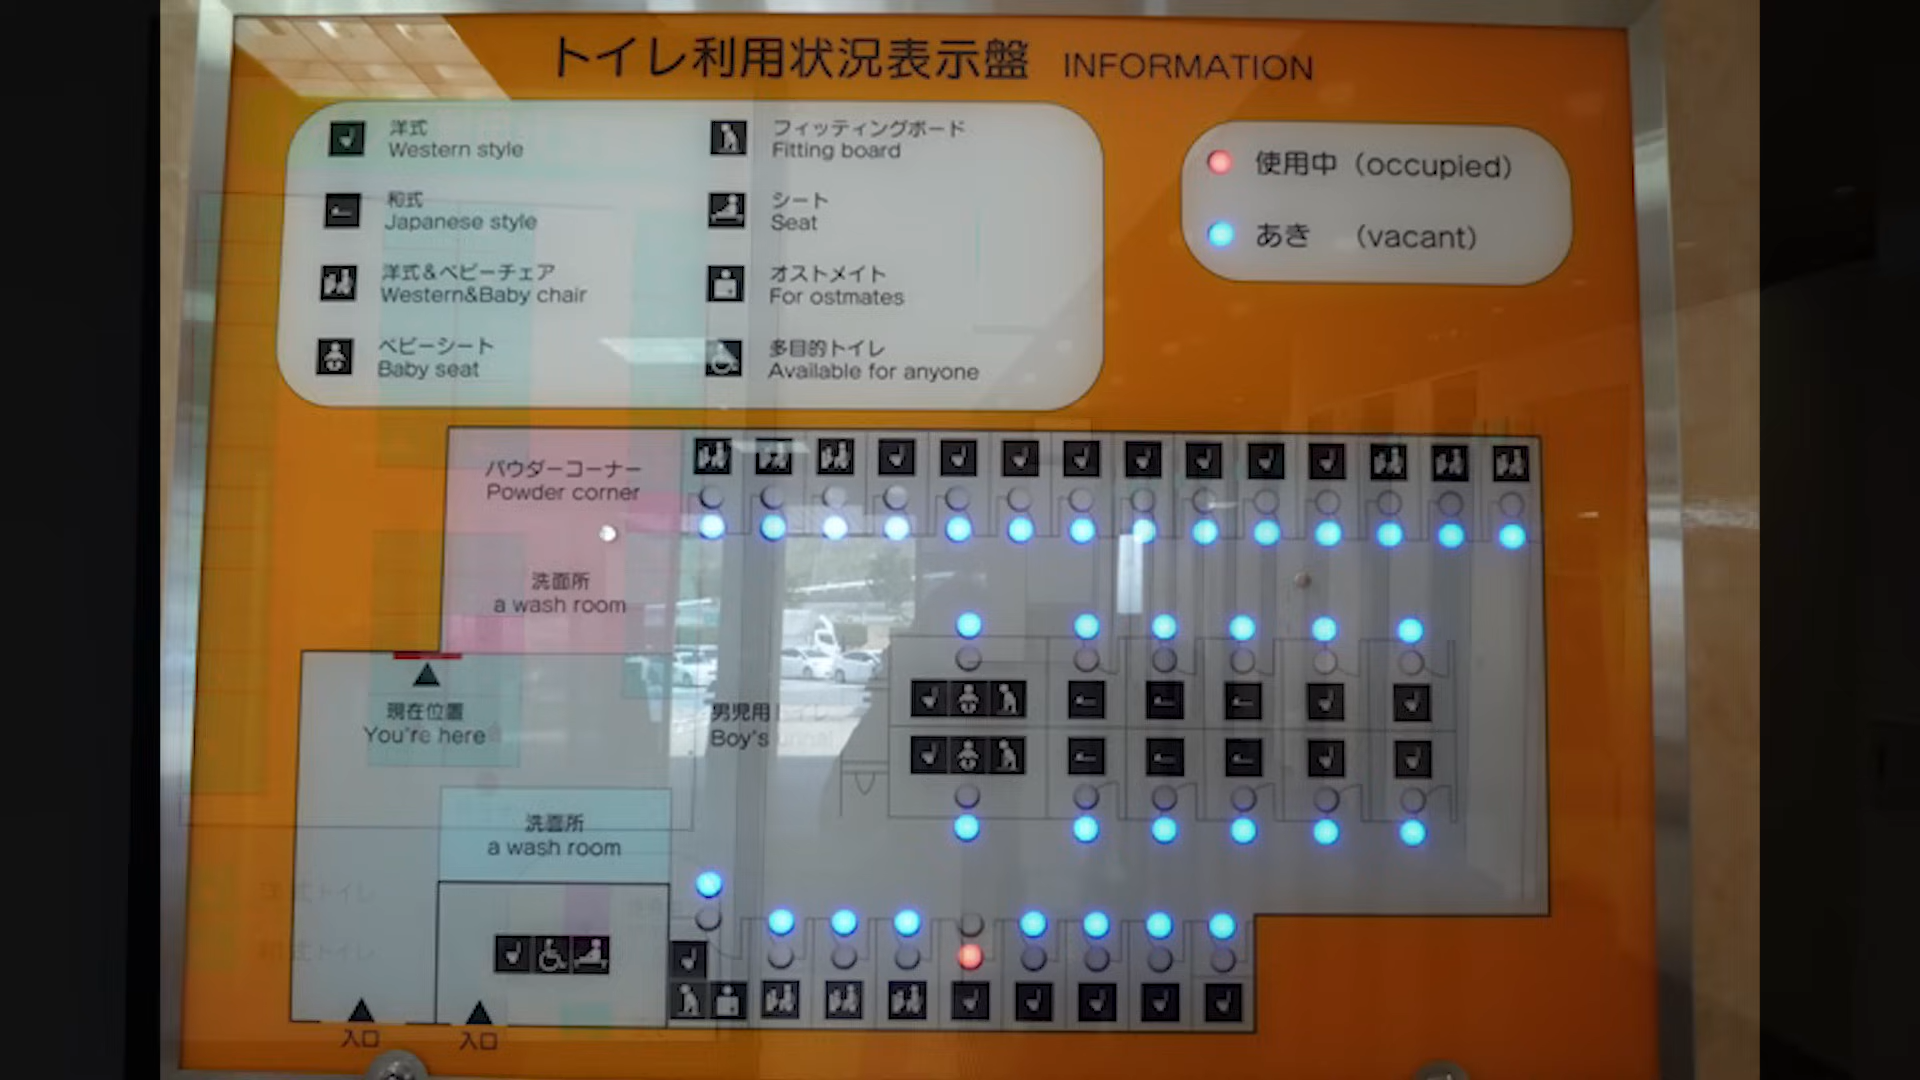 トイレ利用状況表示盤 INFORMATION
洋式
Western style
和式
Japanese style
洋式&ベビーチェア
Western&Baby chair
ベビーシート
Baby seat
フィッティングボード
Fitting board
シート
Seat
オストメイト
For ostmates
多目的トイレ
Available for anyone
使用中 (occupied)
あき (vacant)
パウダーコーナー
Powder corner
洗面所
a wash room
現在位置
You're here
男児用トイレ
Boy's urinal
洗面所
a wash room
入口
入口